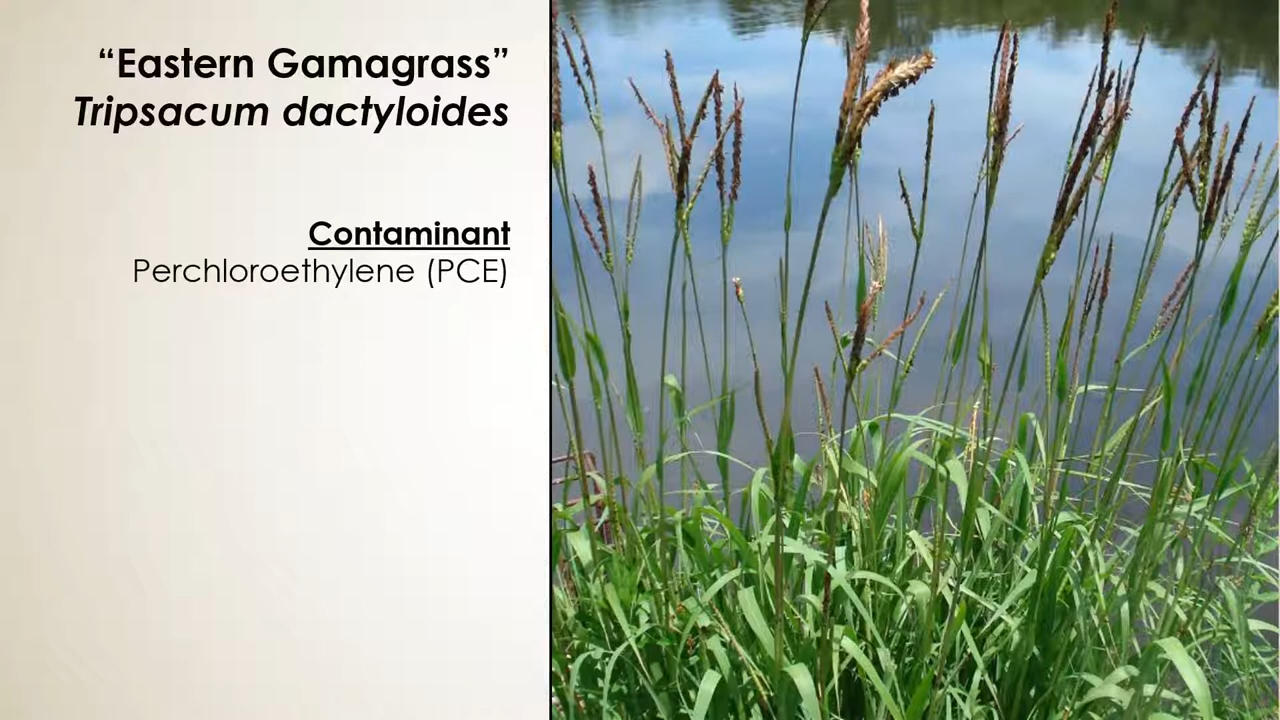 “Eastern Gamagrass”
Tripsacum dactyloides
Contaminant
Perchloroethylene (PCE)